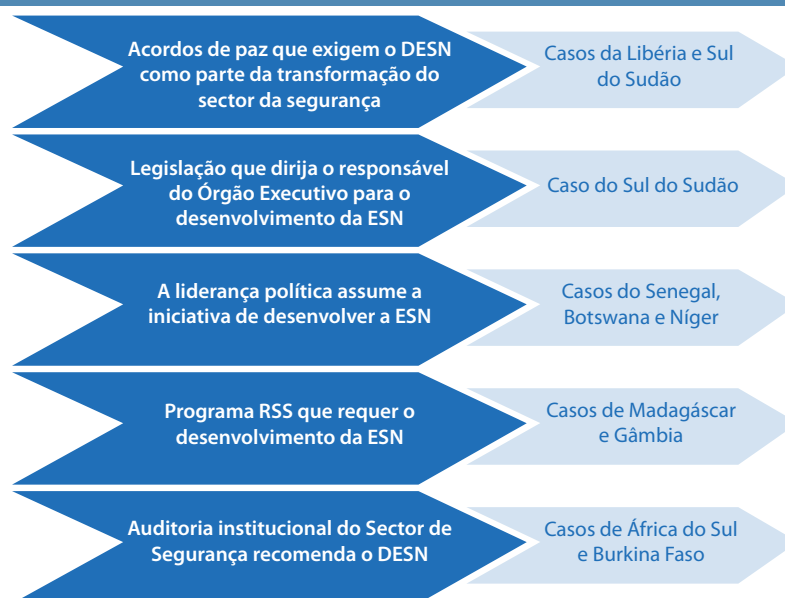 Acordos de paz que exigem o DESN
como parte da transformação do
sector da segurança
Casos da Libéria e Sul
do Sudão
Legislação que dirija o responsável
do Órgão Executivo para o
desenvolvimento da ESN
Caso do Sul do Sudão
A liderança política assume a
iniciativa de desenvolver a ESN
Casos do Senegal,
Botswana e Níger
Programa RSS que requer o
desenvolvimento da ESN
Casos de Madagáscar
e Gâmbia
Auditoria institucional do Sector de
Segurança recomenda o DESN
Casos de África do Sul
e Burkina Faso